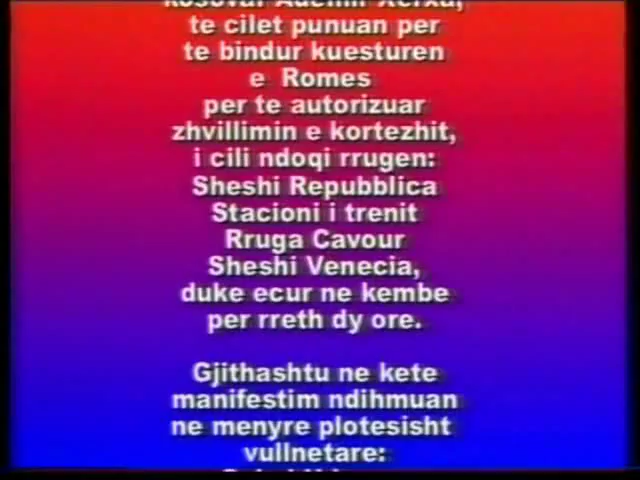 kosovar Ademir Xerxa,
te cilet punuan per
te bindur kuesturen
e Romes
per te autorizuar
zhvillimin e kortezhit,
i cili ndoqi rrugen:
Sheshi Repubblica
Stacioni i trenit
Rruga Cavour
Sheshi Venecia,
duke ecur ne kembe
per rreth dy ore.
Gjithashtu ne kete
manifestim ndihmuan
ne menyre plotesisht
vullnetare: